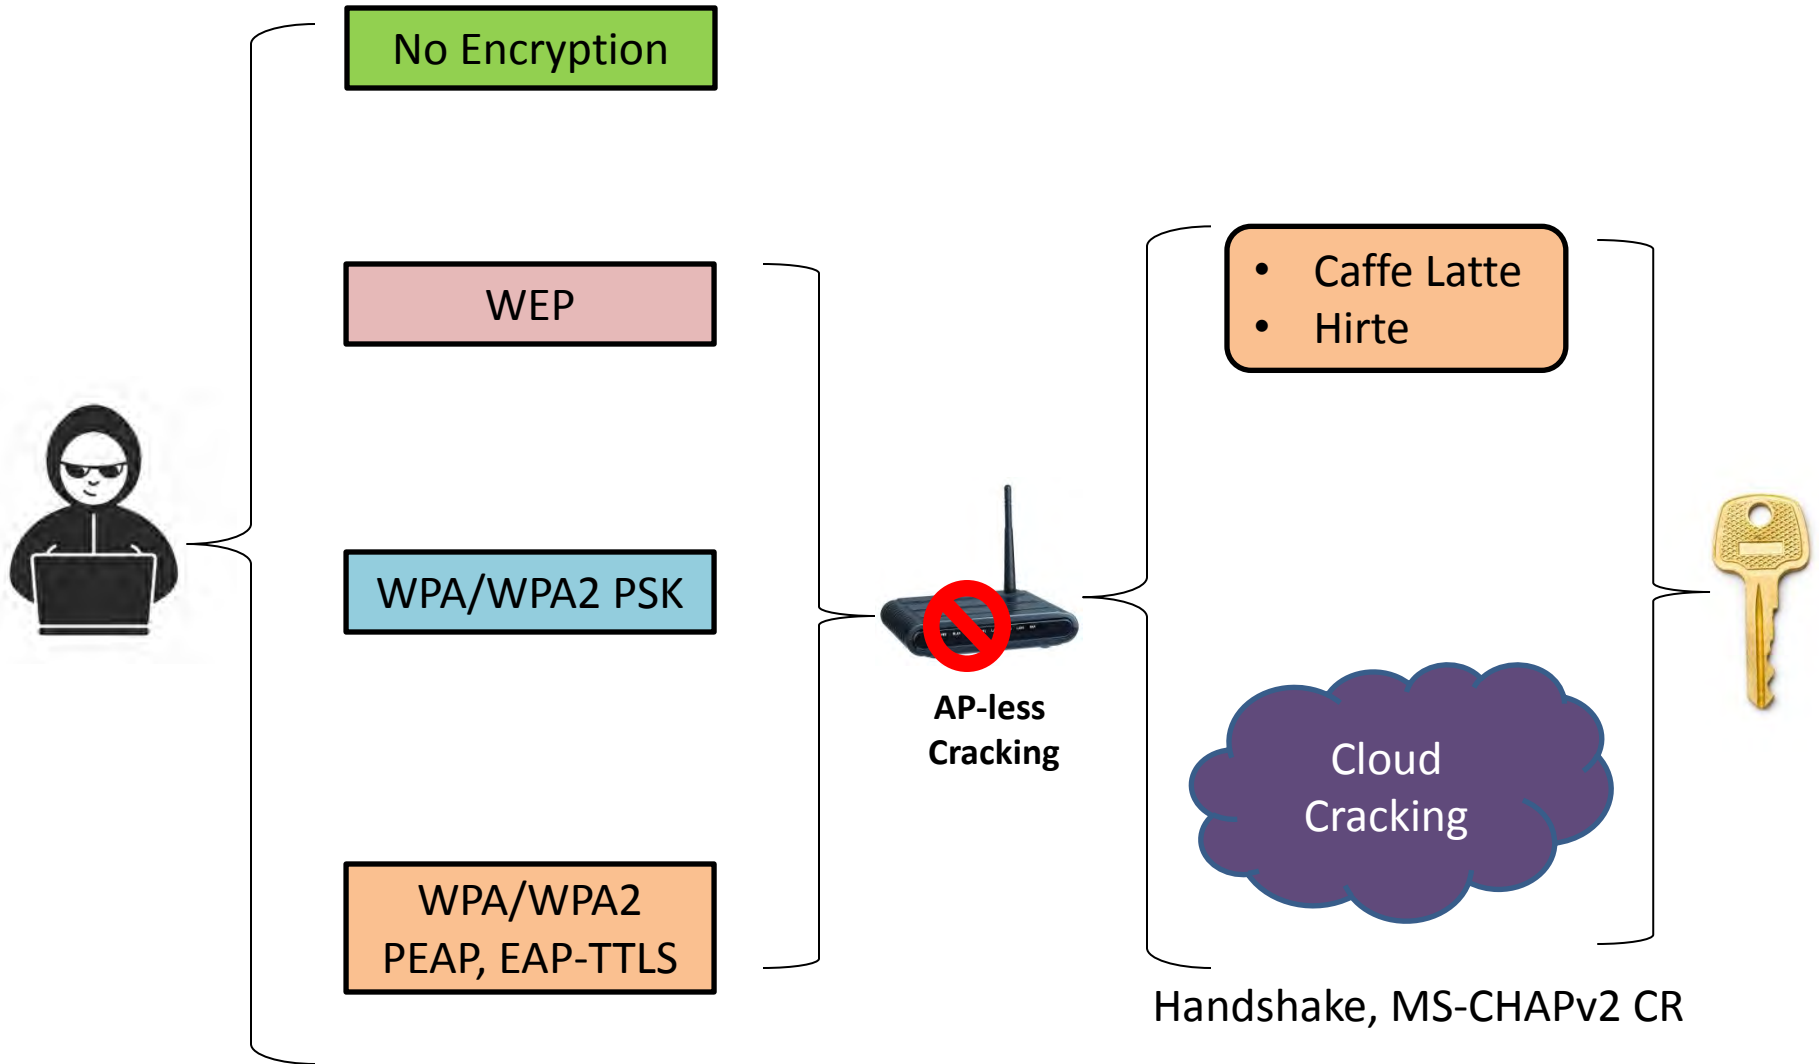 No Encryption
WEP
WPA/WPA2 PSK
WPA/WPA2
PEAP, EAP-TTLS
AP-less
Cracking
• Caffe Latte
• Hirte
Cloud
Cracking
Handshake, MS-CHAPv2 CR